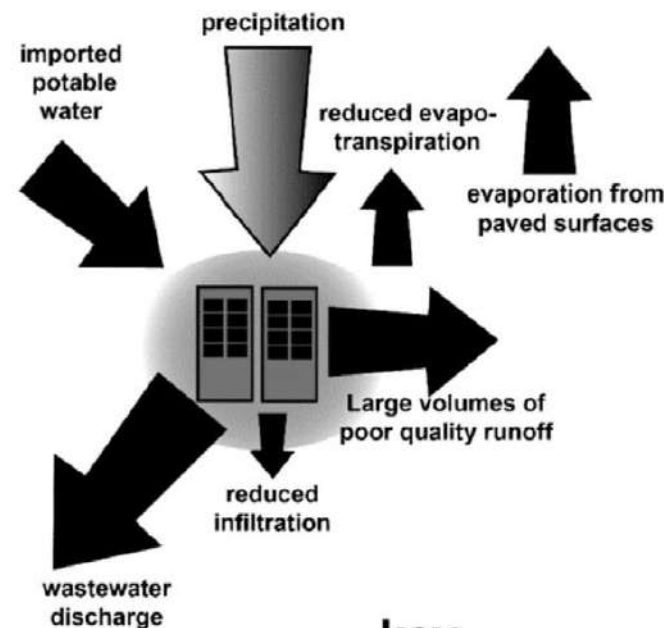 precipitation
imported
potable
water
reduced evapo-
transpiration
evaporation from
paved surfaces
Large volumes of
poor quality runoff
reduced
infiltration
wastewater
discharge